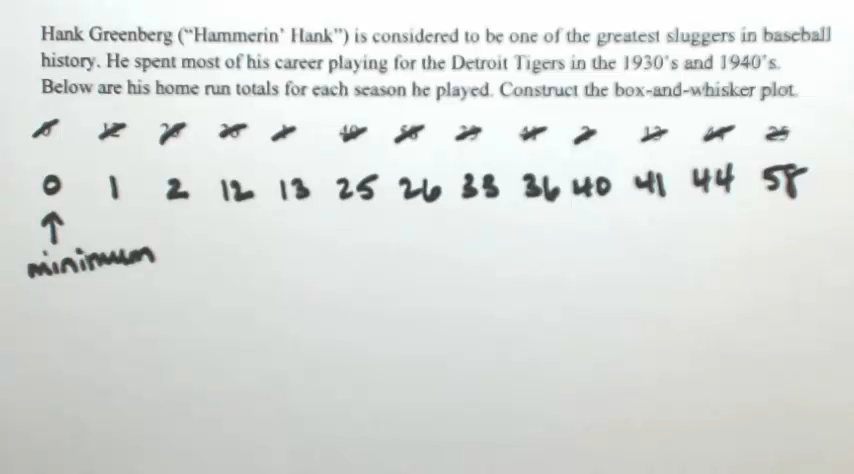 Hank Greenberg (“Hammerin’ Hank”) is considered to be one of the greatest sluggers in baseball
history. He spent most of his career playing for the Detroit Tigers in the 1930’s and 1940’s.
Below are his home run totals for each season he played. Construct the box-and-whisker plot.
0 1 2 12 13 25 26 33 36 40 41 44 58
↑
minimum